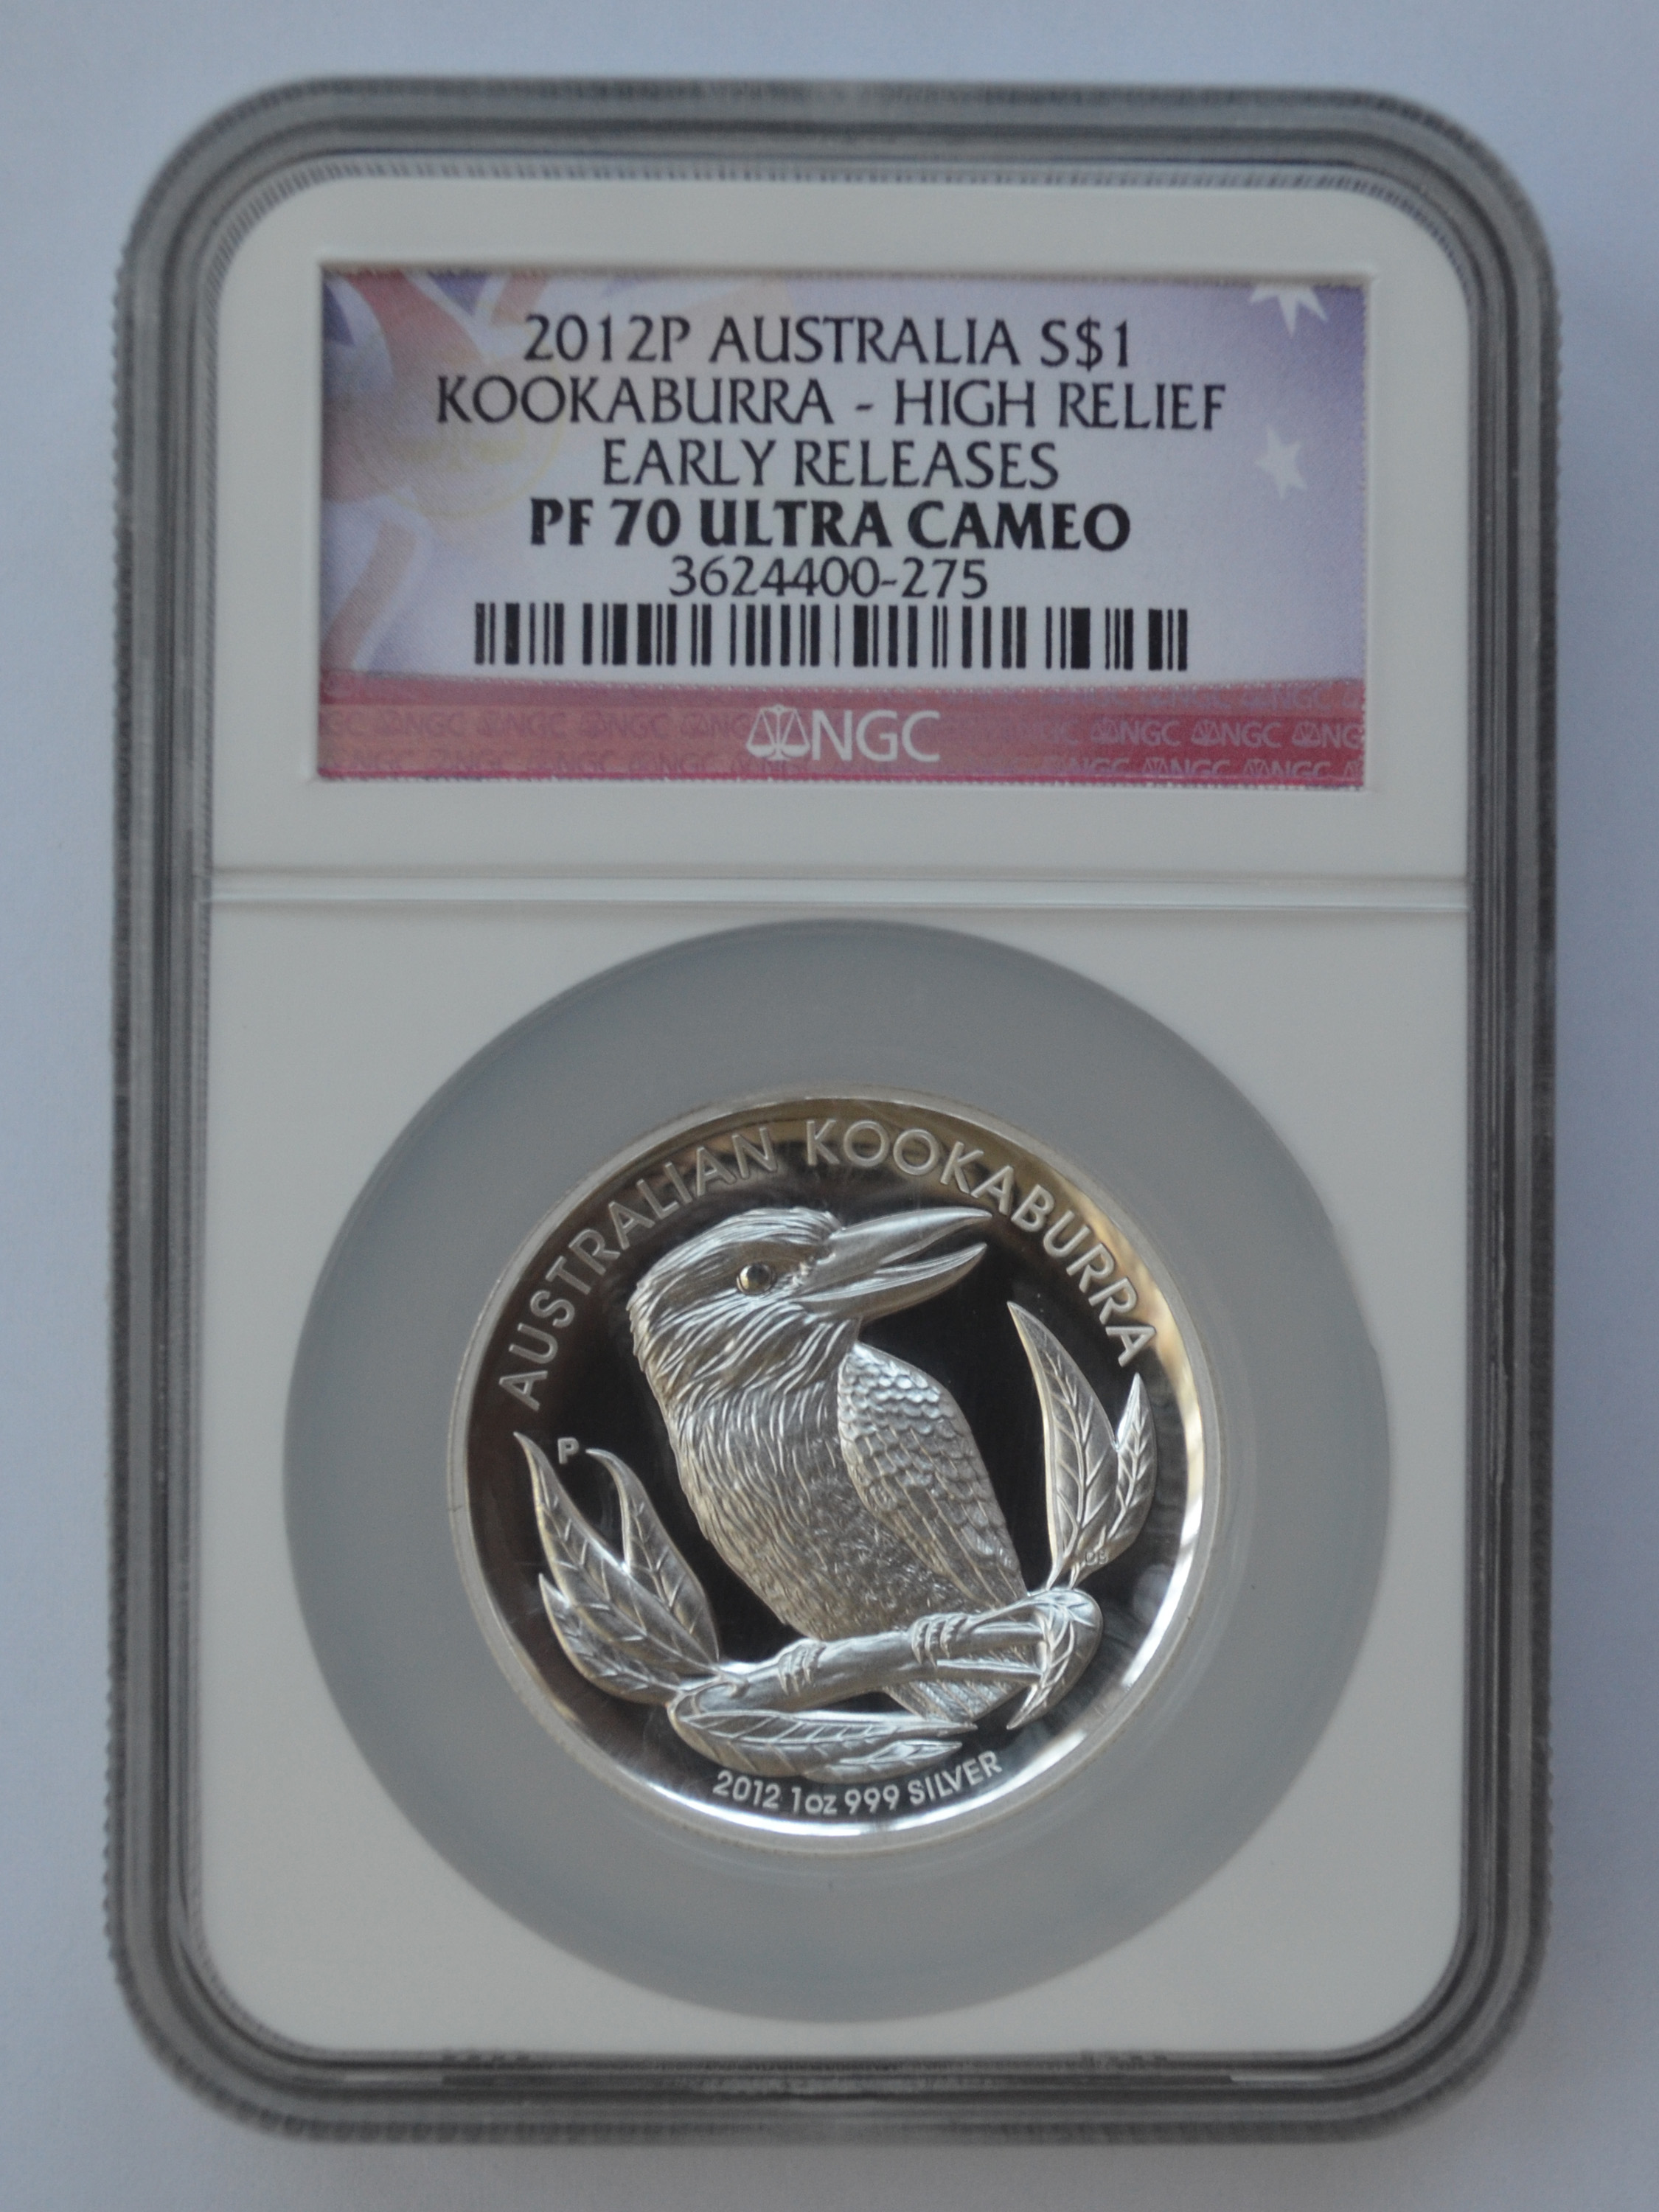 2012P AUSTRALIA S$1
KOOKABURRA - HIGH RELIEF
EARLY RELEASES
PF 70 ULTRA CAMEO
3624400-275
NGC
AUSTRALIAN KOOKABURRA
P
2012 1oz 999 SILVER